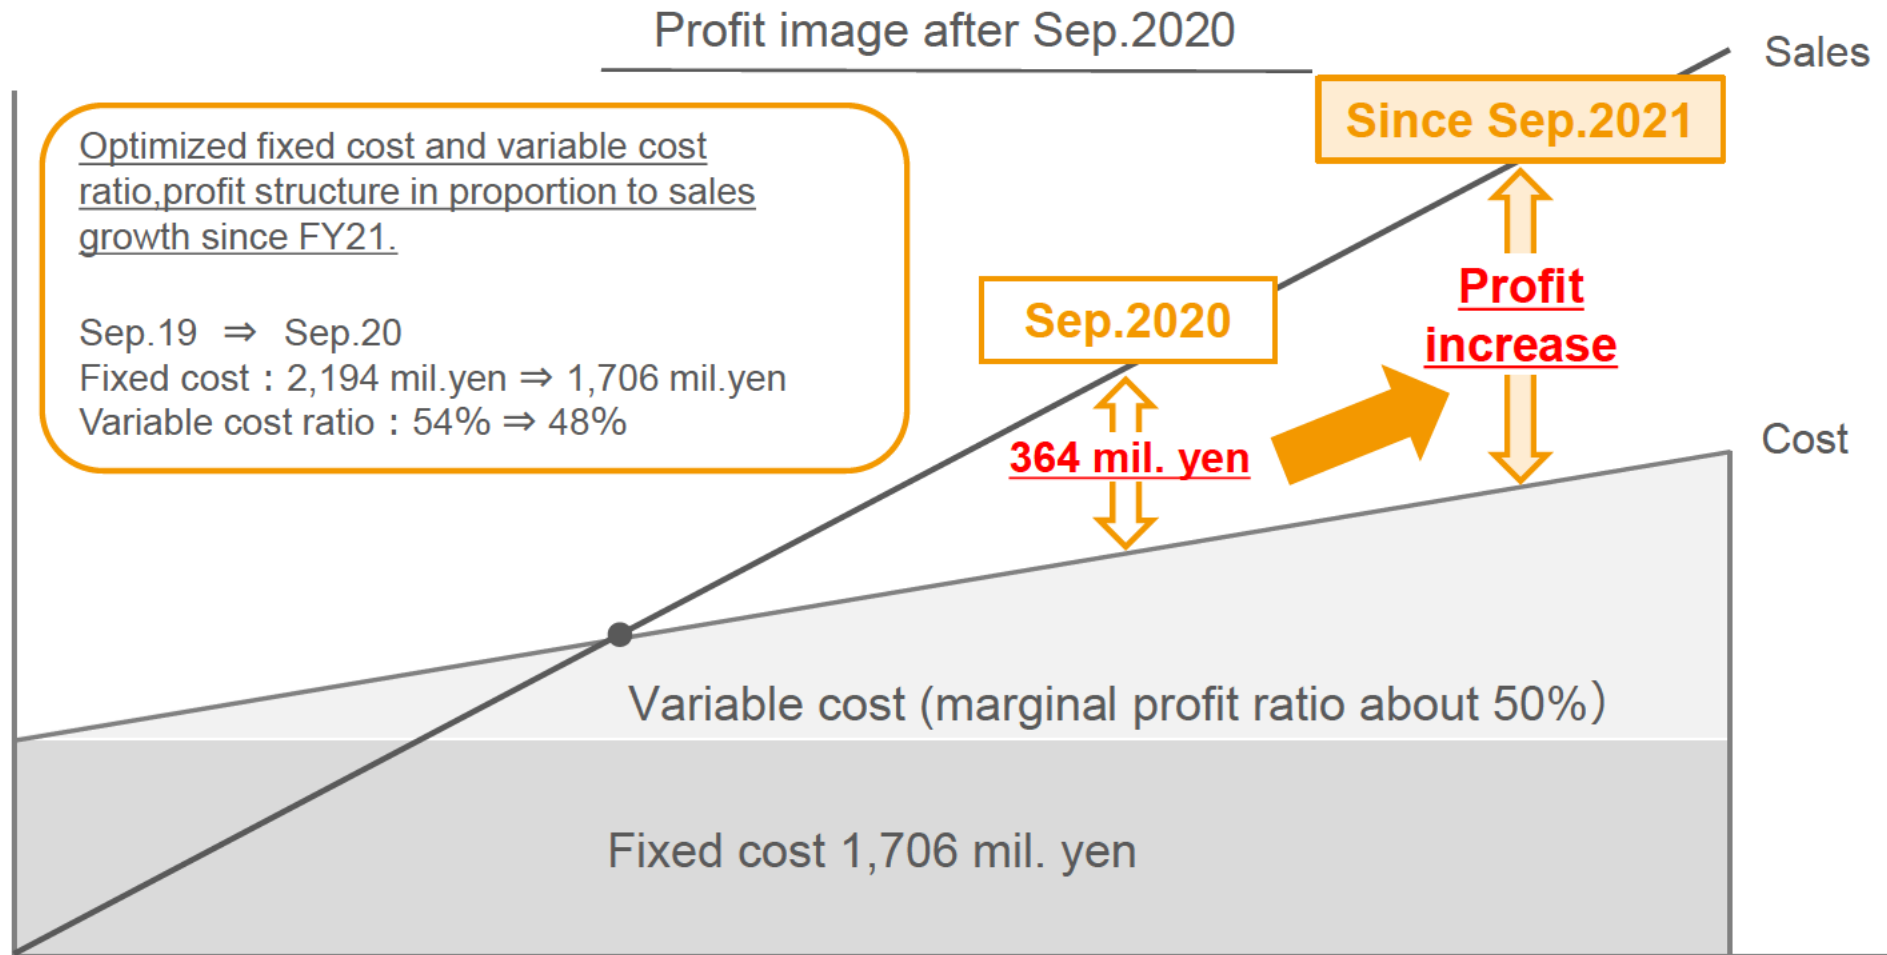 Profit image after Sep.2020
Sales
Since Sep.2021
Optimized fixed cost and variable cost
ratio,profit structure in proportion to sales
growth since FY21.
Sep.19 ⇒ Sep.20
Fixed cost : 2,194 mil.yen ⇒ 1,706 mil.yen
Variable cost ratio : 54% ⇒ 48%
Sep.2020
Profit
increase
364 mil. yen
Cost
Variable cost (marginal profit ratio about 50%)
Fixed cost 1,706 mil. yen